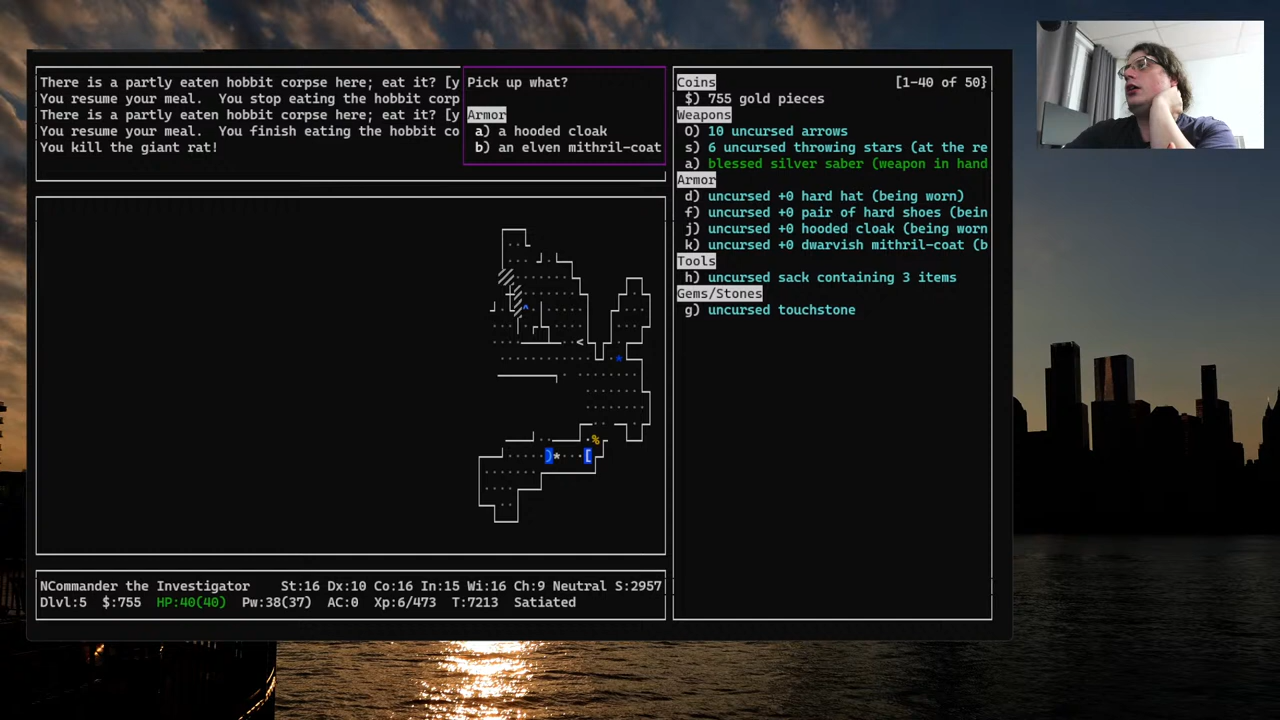 There is a partly eaten hobbit corpse here; eat it? [y
You resume your meal.  You stop eating the hobbit corp
There is a partly eaten hobbit corpse here; eat it? [y
You resume your meal.  You finish eating the hobbit co
You kill the giant rat!
Pick up what?
Armor
a) a hooded cloak
b) an elven mithril-coat
Coins [1-40 of 50}
$) 755 gold pieces
Weapons
O) 10 uncursed arrows
s) 6 uncursed throwing stars (at the re
a) blessed silver saber (weapon in hand
Armor
d) uncursed +0 hard hat (being worn)
f) uncursed +0 pair of hard shoes (bein
j) uncursed +0 hooded cloak (being worn
k) uncursed +0 dwarvish mithril-coat (b
Tools
h) uncursed sack containing 3 items
Gems/Stones
g) uncursed touchstone
NCommander the Investigator    St:16 Dx:10 Co:16 In:15 Wi:16 Ch:9 Neutral S:2957
Dlvl:5  $:755  HP:40(40)  Pw:38(37)  AC:0  Xp:6/473  T:7213  Satiated